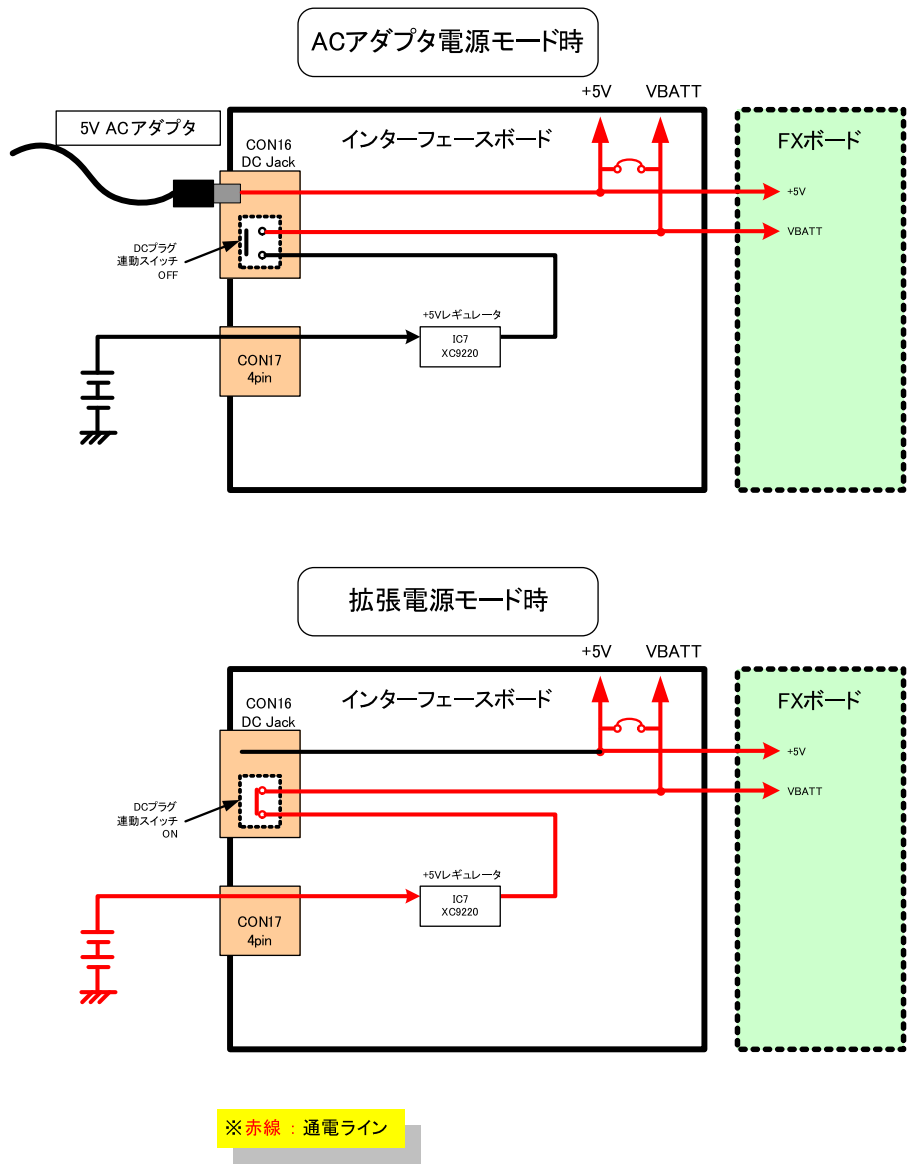 ACアダプタ電源モード時
+5V VBATT
5V ACアダプタ
CON16
DC Jack
インターフェースボード
FXボード
+5V
VBATT
DCプラグ
連動スイッチ
OFF
+5Vレギュレータ
IC7
XC9220
CON17
4pin
拡張電源モード時
+5V VBATT
CON16
DC Jack
インターフェースボード
FXボード
+5V
VBATT
DCプラグ
連動スイッチ
ON
+5Vレギュレータ
IC7
XC9220
CON17
4pin
※赤線：通電ライン